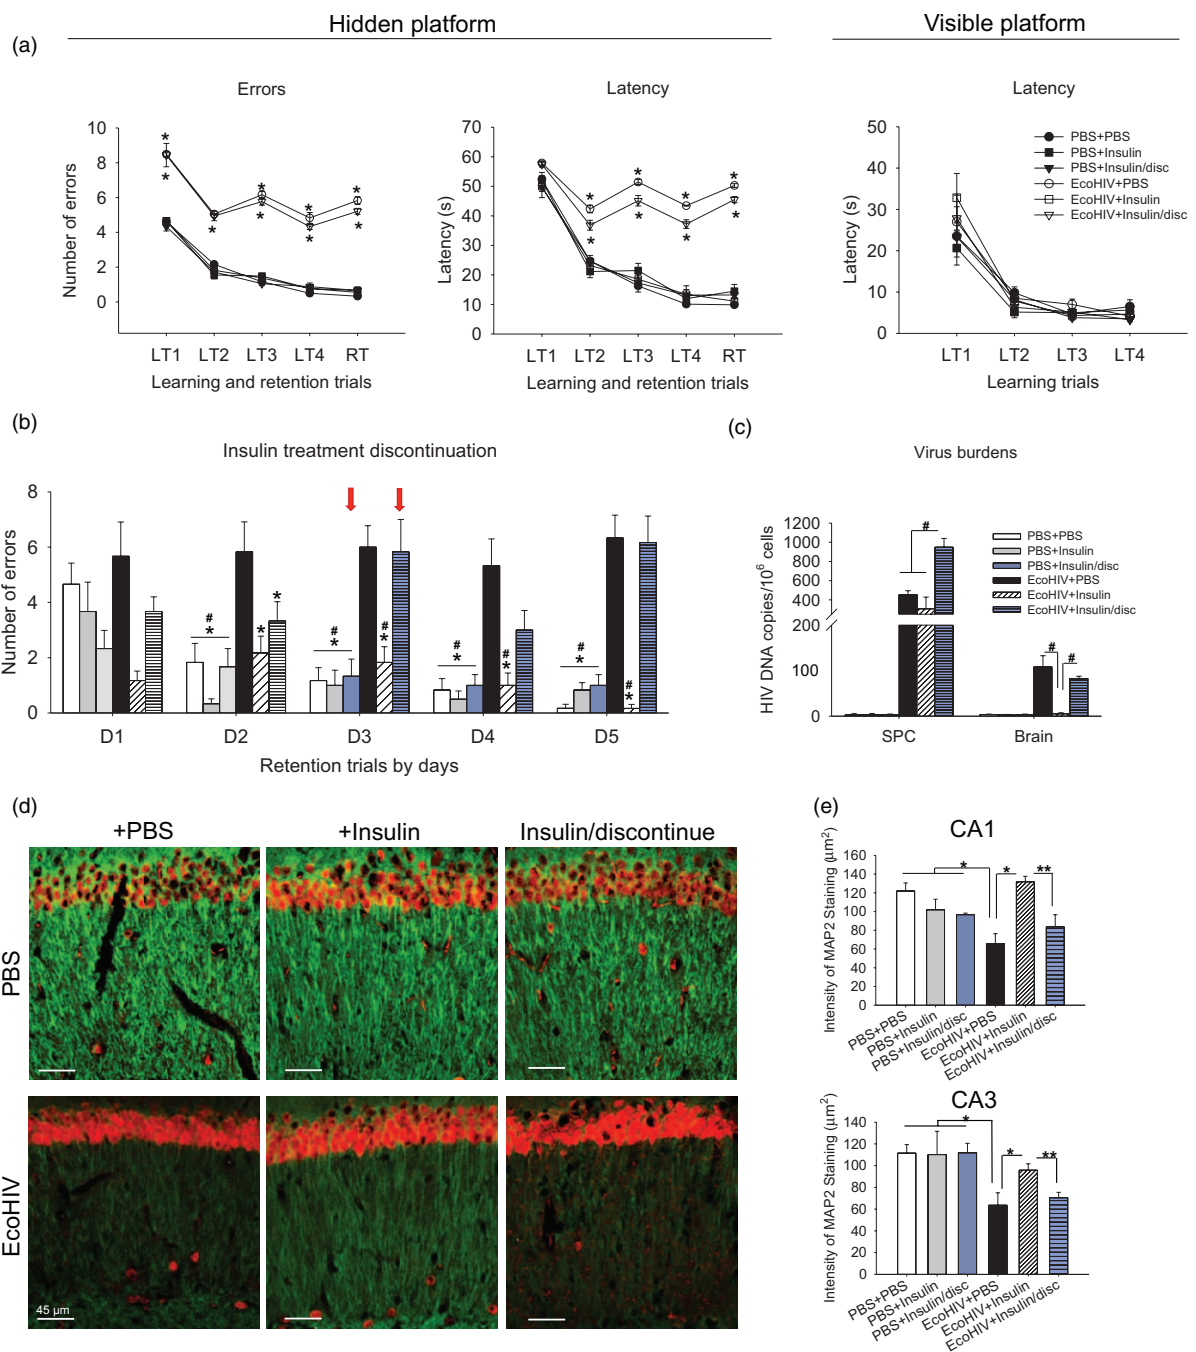 Hidden platform
Visible platform
(a)
Errors
Latency
Latency
Number of errors
10
8
6
4
2
0
LT1 LT2 LT3 LT4 RT
Learning and retention trials
Latency (s)
70
60
50
40
30
20
10
0
LT1 LT2 LT3 LT4 RT
Learning and retention trials
Latency (s)
50
40
30
20
10
0
LT1 LT2 LT3 LT4
Learning trials
PBS+PBS
PBS+Insulin
PBS+Insulin/disc
EcoHIV+PBS
EcoHIV+Insulin
EcoHIV+Insulin/disc
* * * * * * * * *
* * * * * * * *
(b)
Insulin treatment discontinuation
Number of errors
8
6
4
2
0
# * * *
# * # *
# * # *
# * # *
D1 D2 D3 D4 D5
Retention trials by days
(c)
Virus burdens
HIV DNA copies/10⁶ cells
1200
1000
800
600
400
200
100
0
# # #
SPC Brain
PBS+PBS
PBS+Insulin
PBS+Insulin/disc
EcoHIV+PBS
EcoHIV+Insulin
EcoHIV+Insulin/disc
(d)
+PBS +Insulin Insulin/discontinue
PBS
EcoHIV
45 µm
(e)
CA1
Intensity of MAP2 Staining (µm²)
160
140
120
100
80
60
40
20
0
* * **
PBS+PBS
PBS+Insulin
PBS+Insulin/disc
EcoHIV+PBS
EcoHIV+Insulin
EcoHIV+Insulin/disc
CA3
Intensity of MAP2 Staining (µm²)
140
120
100
80
60
40
20
0
* * **
PBS+PBS
PBS+Insulin
PBS+Insulin/disc
EcoHIV+PBS
EcoHIV+Insulin
EcoHIV+Insulin/disc